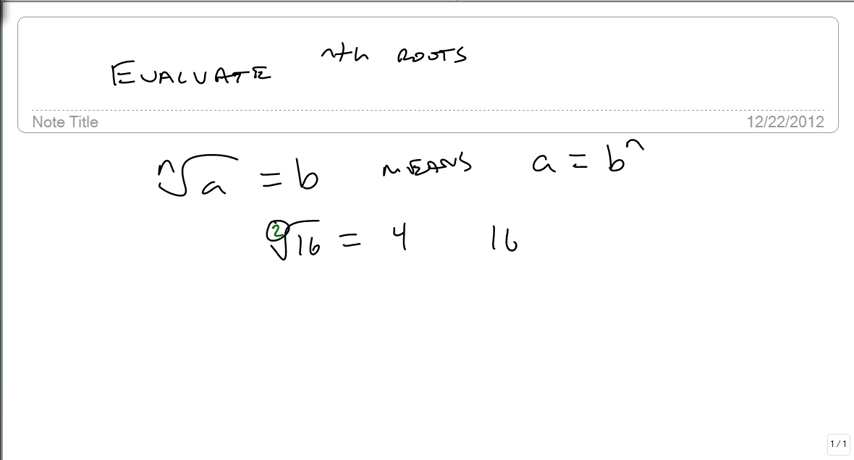 EVALUATE nth ROOTS
Note Title 12/22/2012
ⁿ√a = b MEANS a = bⁿ
²√16 = 4 16
1 / 1